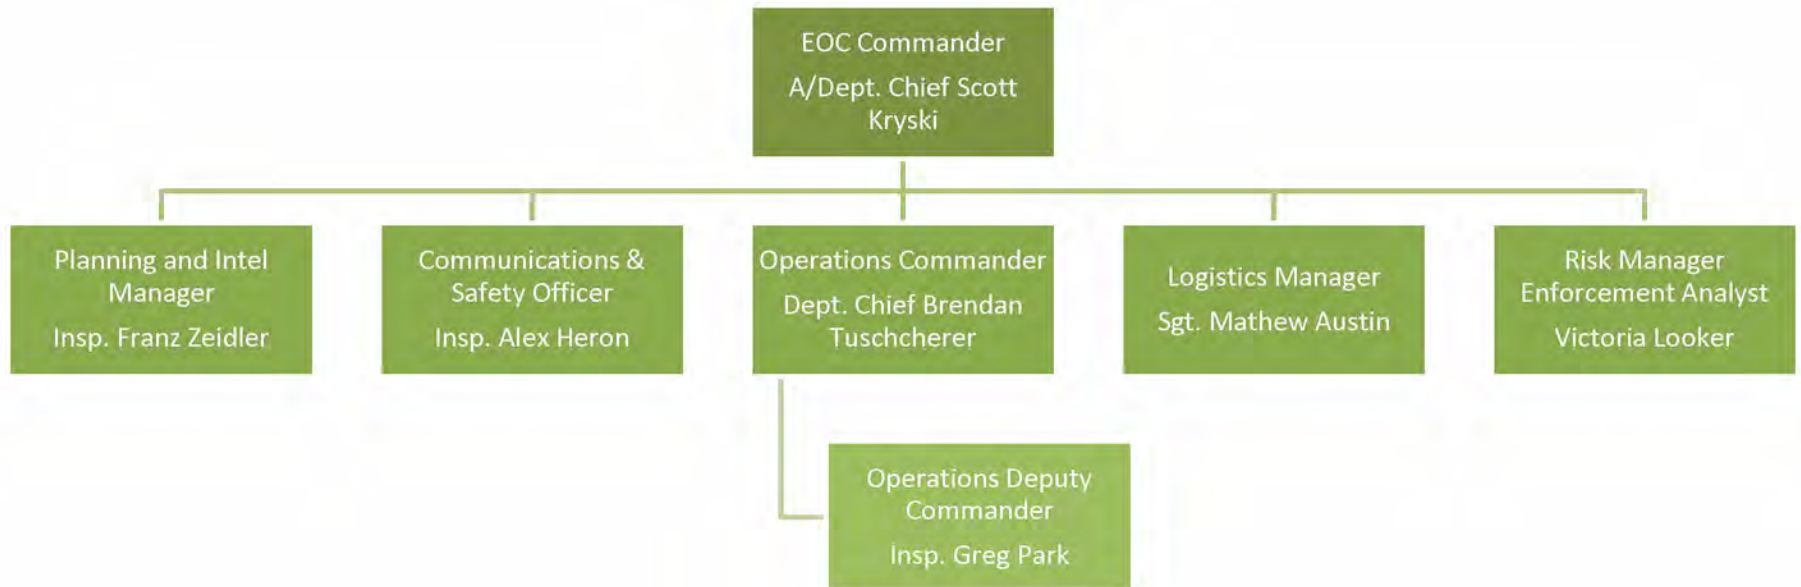 EOC Commander
A/Dept. Chief Scott
Kryski
Planning and Intel
Manager
Insp. Franz Zeidler
Communications &
Safety Officer
Insp. Alex Heron
Operations Commander
Dept. Chief Brendan
Tuschcherer
Logistics Manager
Sgt. Mathew Austin
Risk Manager
Enforcement Analyst
Victoria Looker
Operations Deputy
Commander
Insp. Greg Park